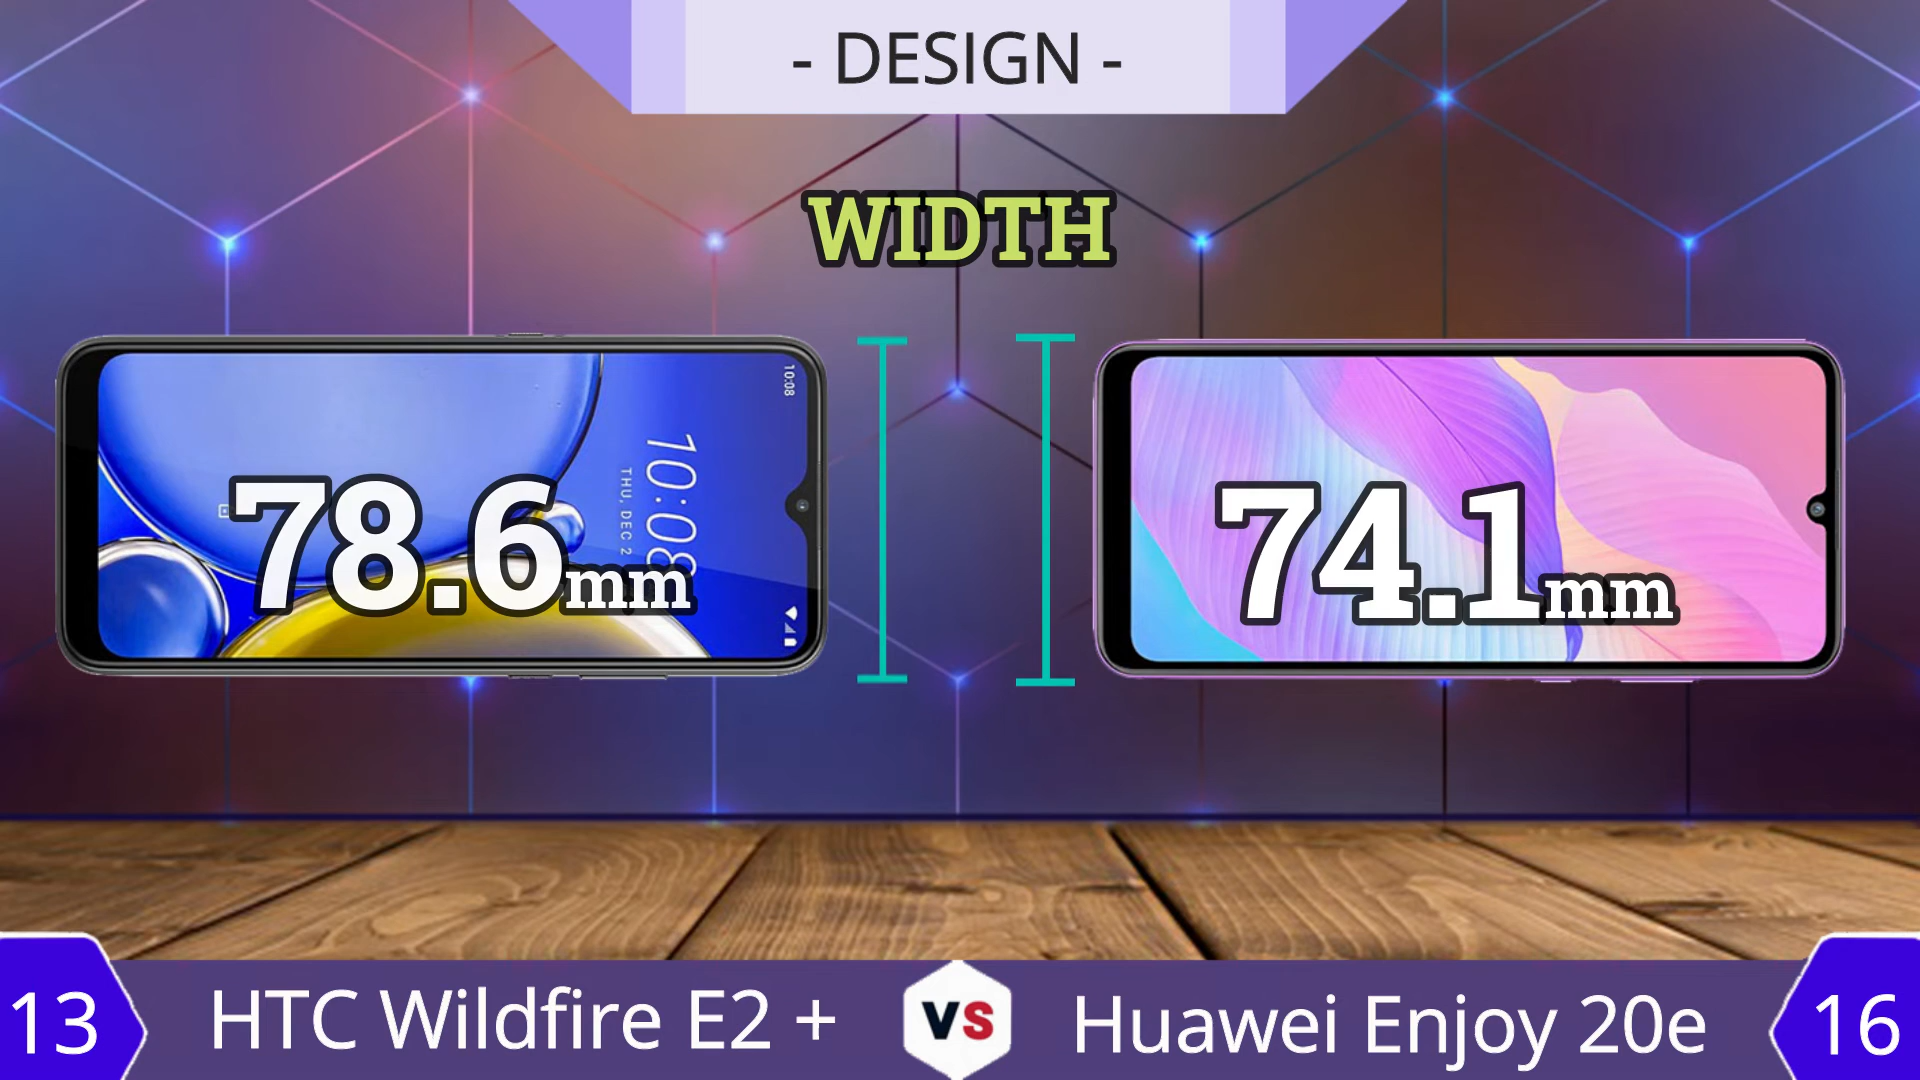 - DESIGN -
WIDTH
10:08
10:08
THU, DEC 2
78.6mm
74.1mm
13
HTC Wildfire E2 +
VS
Huawei Enjoy 20e
16